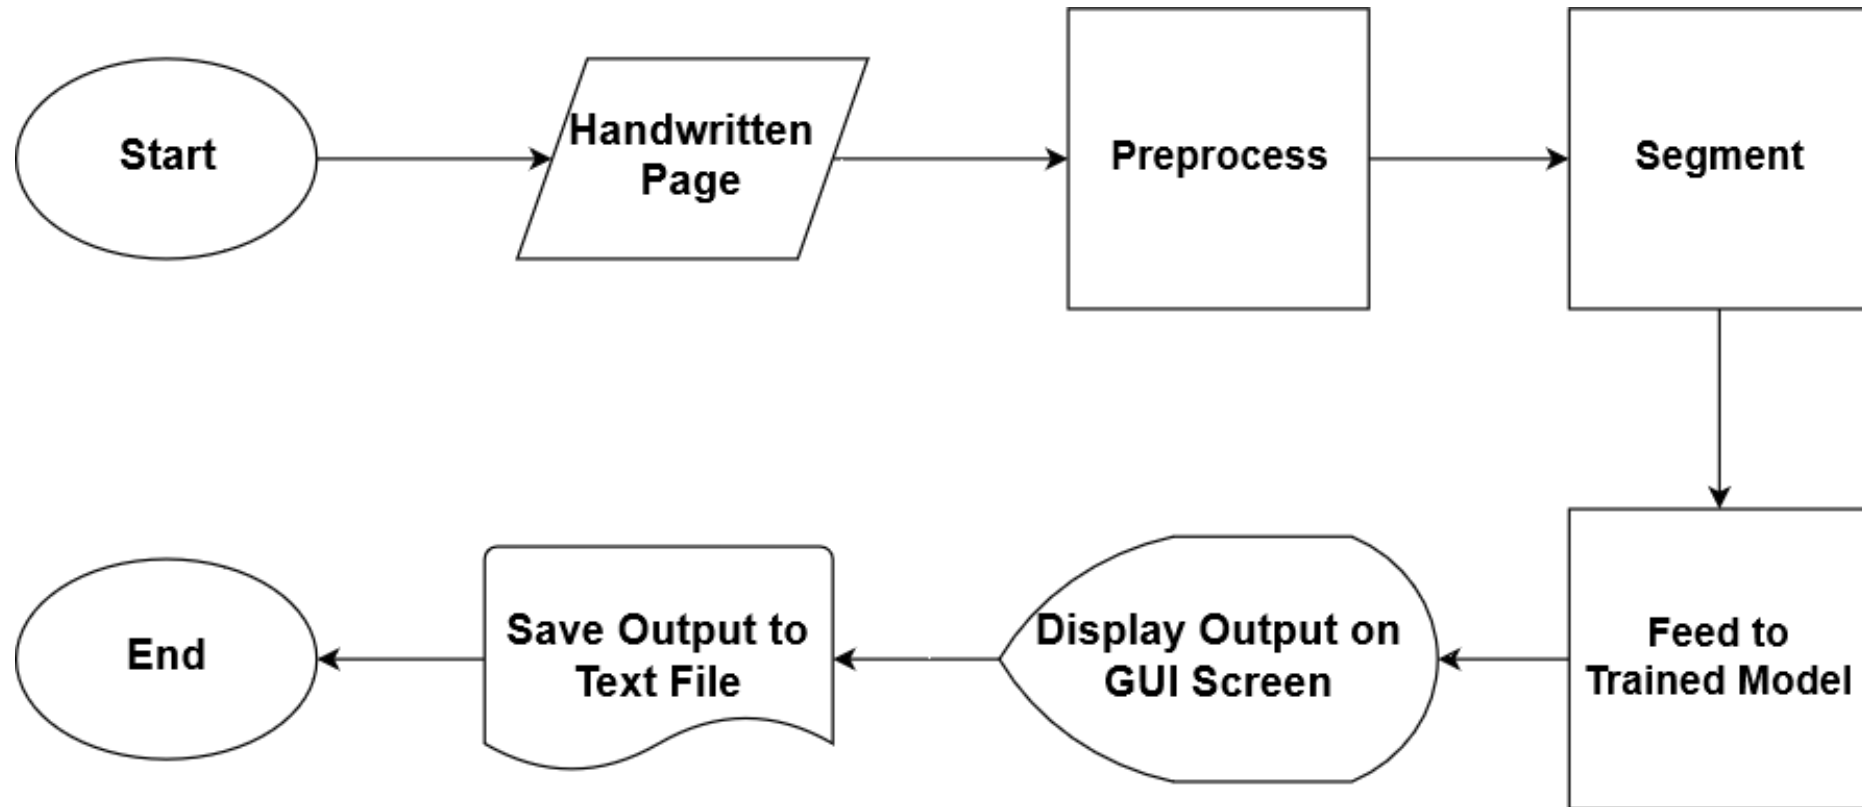 Start
Handwritten
Page
Preprocess
Segment
Feed to
Trained Model
Display Output on
GUI Screen
Save Output to
Text File
End